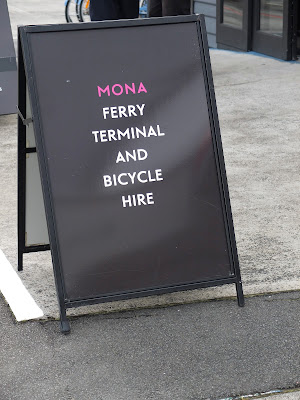 MONA
FERRY
TERMINAL
AND
BICYCLE
HIRE